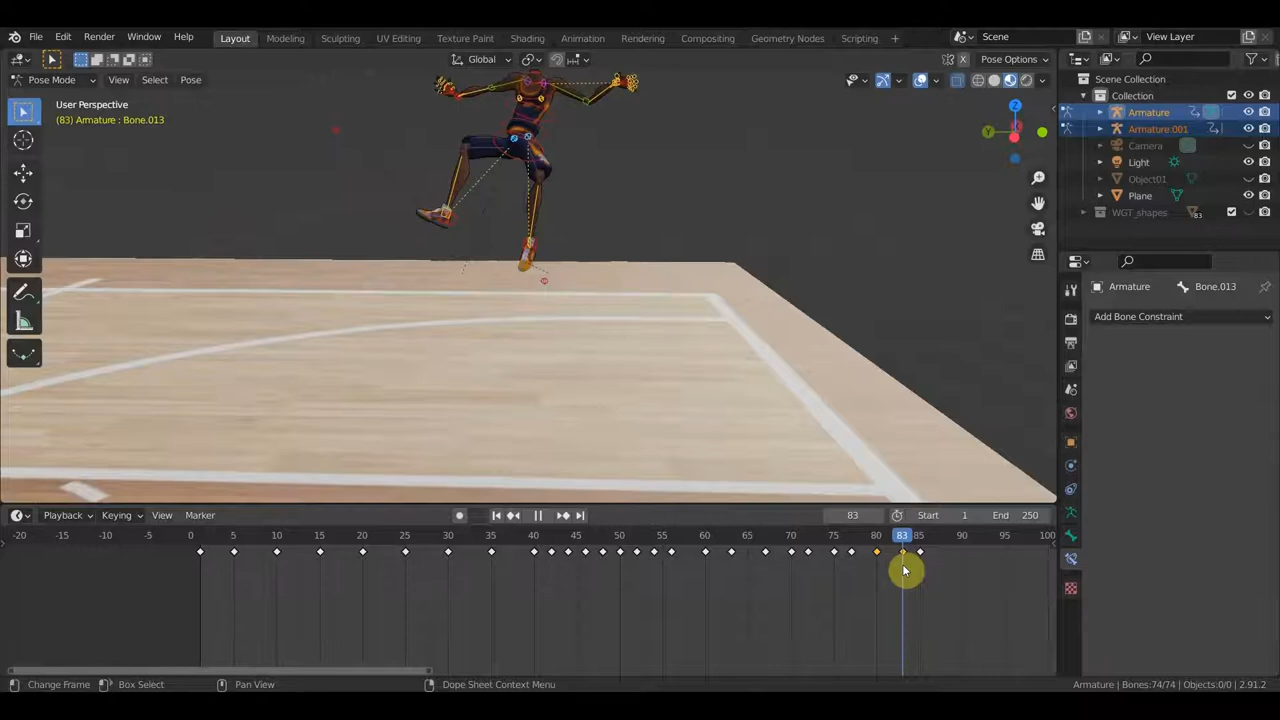 File Edit Render Window Help Layout Modeling Sculpting UV Editing Texture Paint Shading Animation Rendering Compositing Geometry Nodes Scripting + Scene View Layer
Global Pose Options
Pose Mode View Select Pose
User Perspective
(83) Armature : Bone.013
Z
Y
Scene Collection
Collection
Armature
Armature.001
Camera
Light
Object01
Plane
WGT_shapes 83
Armature Bone.013
Add Bone Constraint
Playback Keying View Marker 83 Start 1 End 250
-20 -15 -10 -5 0 5 10 15 20 25 30 35 40 45 50 55 60 65 70 75 80 83 85 90 95 100
Change Frame Box Select Pan View Dope Sheet Context Menu Armature | Bones:74/74 | Objects:0/0 | 2.91.2